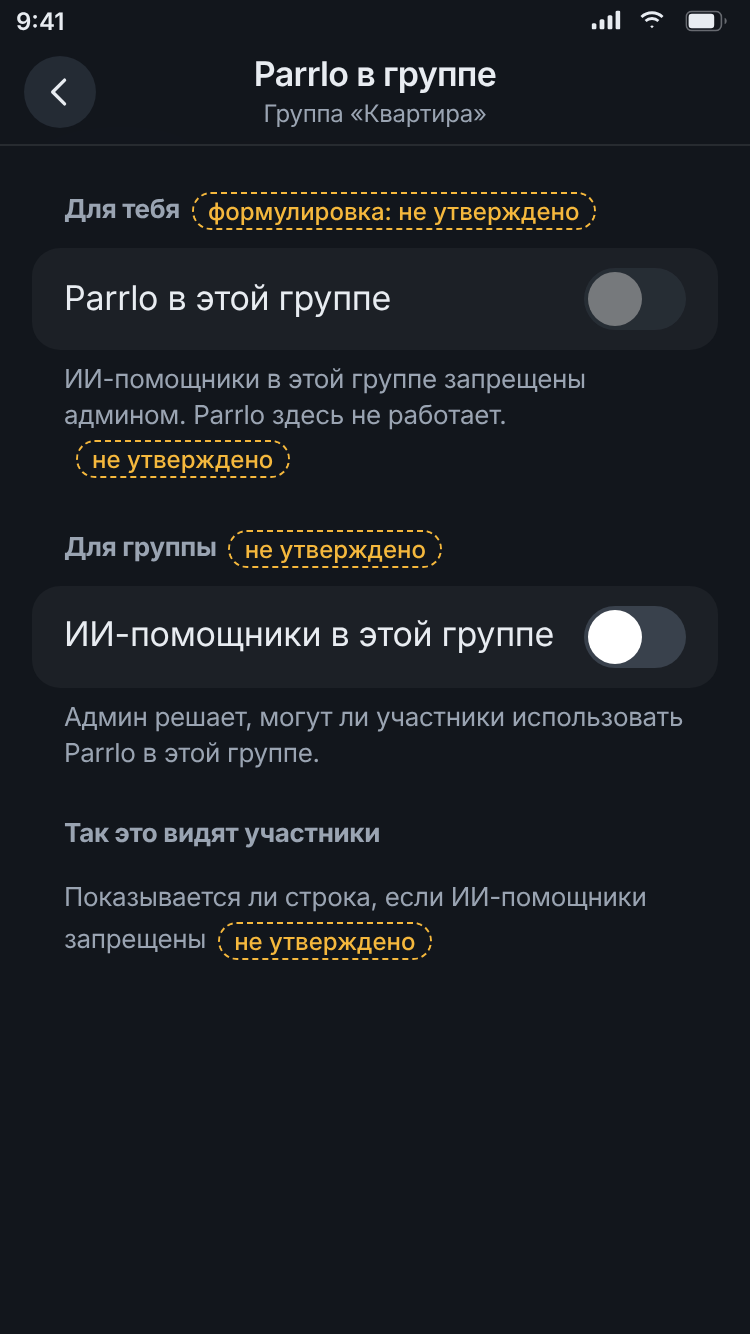 9:41
Parrlo в группе
Группа «Квартира»
Для тебя формулировка: не утверждено
Parrlo в этой группе
ИИ-помощники в этой группе запрещены
админом. Parrlo здесь не работает.
не утверждено
Для группы не утверждено
ИИ-помощники в этой группе
Админ решает, могут ли участники использовать
Parrlo в этой группе.
Так это видят участники
Показывается ли строка, если ИИ-помощники
запрещены не утверждено